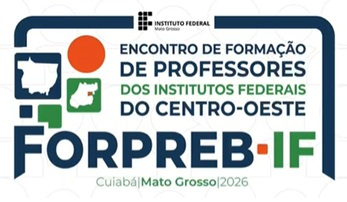 INSTITUTO FEDERAL
Mato Grosso
ENCONTRO DE FORMAÇÃO
DE PROFESSORES
DOS INSTITUTOS FEDERAIS
DO CENTRO-OESTE
FORPREB·IF
Cuiabá|Mato Grosso|2026